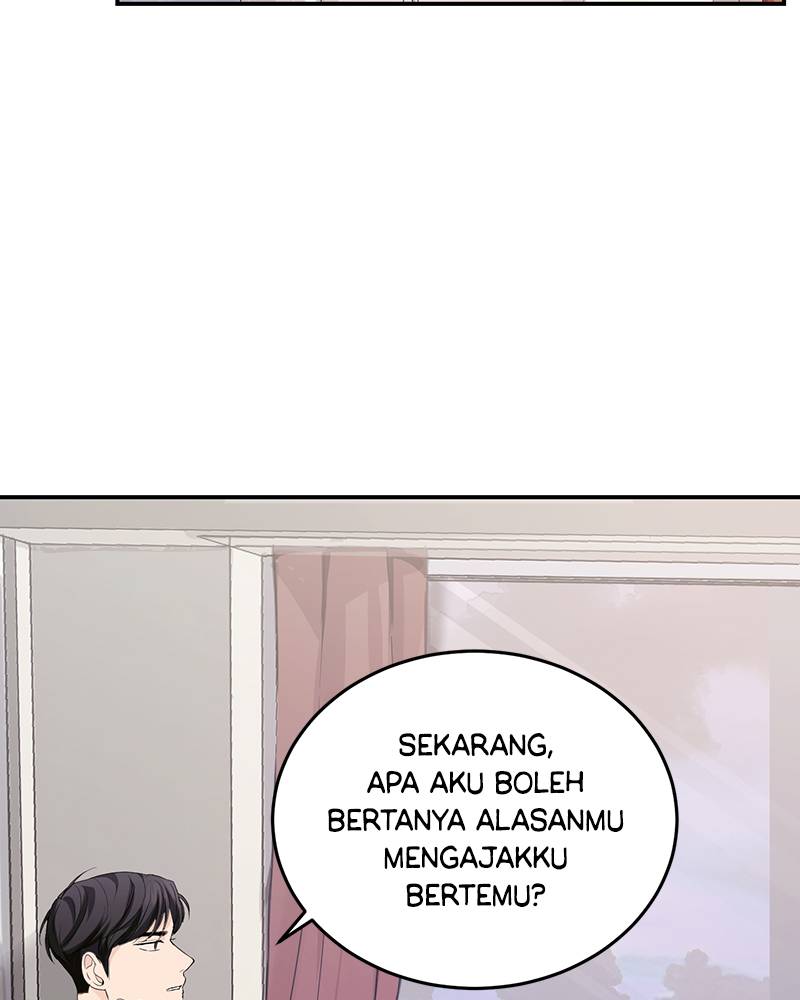 SEKARANG,
APA AKU BOLEH
BERTANYA ALASANMU
MENGAJAKKU
BERTEMU?